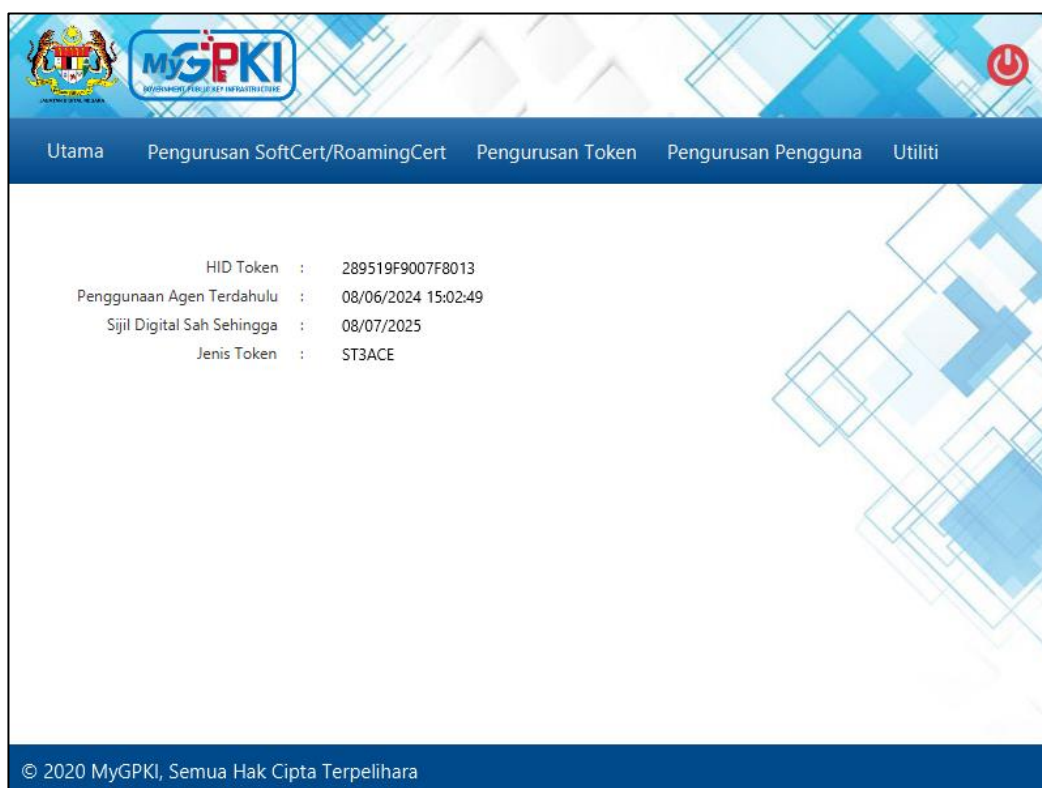 MyGPKI
GOVERNMENT PUBLIC KEY INFRASTRUCTURE
Utama Pengurusan SoftCert/RoamingCert Pengurusan Token Pengurusan Pengguna Utiliti
HID Token : 289519F9007F8013
Penggunaan Agen Terdahulu : 08/06/2024 15:02:49
Sijil Digital Sah Sehingga : 08/07/2025
Jenis Token : ST3ACE
© 2020 MyGPKI, Semua Hak Cipta Terpelihara